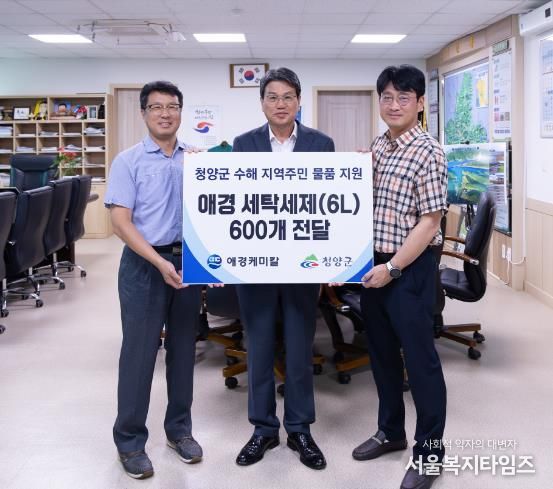 청양군 수해 지역주민 물품 지원
애경 세탁세제(6L)
600개 전달
애경케미칼 청양군
사회적 약자의 대변자
서울복지타임즈